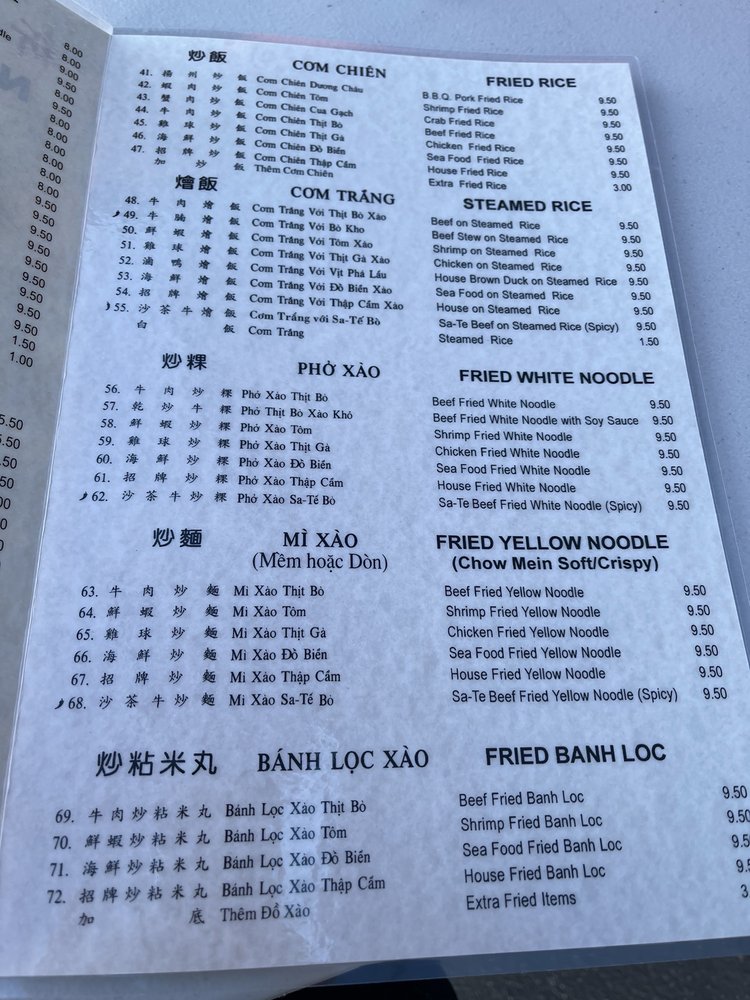 8.00
8.00
9.00
8.00
8.00
8.00
8.00
8.00
炒飯 CƠM CHIÊN FRIED RICE
41. 揚州炒飯 Cơm Chiên Dương Châu B.B.Q. Pork Fried Rice 9.50
42. 蝦肉炒飯 Cơm Chiên Tôm Shrimp Fried Rice 9.50
43. 蟹肉炒飯 Cơm Chiên Cua Gạch Crab Fried Rice 9.50
44. 牛肉炒飯 Cơm Chiên Thịt Bò Beef Fried Rice 9.50
45. 雞球炒飯 Cơm Chiên Thịt Gà Chicken Fried Rice 9.50
46. 海鮮炒飯 Cơm Chiên Đồ Biển Sea Food Fried Rice 9.50
47. 招牌炒飯 Cơm Chiên Thập Cẩm House Fried Rice 9.50
加炒飯 Thêm Cơm Chiên Extra Fried Rice 3.00
燴飯 CƠM TRẮNG STEAMED RICE
48. 牛肉燴飯 Cơm Trắng Với Thịt Bò Xào Beef on Steamed Rice 9.50
49. 牛腩燴飯 Cơm Trắng Với Bò Kho Beef Stew on Steamed Rice 9.50
50. 鮮蝦燴飯 Cơm Trắng Với Tôm Xào Shrimp on Steamed Rice 9.50
51. 雞球燴飯 Cơm Trắng Với Thịt Gà Xào Chicken on Steamed Rice 9.50
52. 滷鴨燴飯 Cơm Trắng Với Vịt Phá Lấu House Brown Duck on Steamed Rice 9.50
53. 海鮮燴飯 Cơm Trắng Với Đồ Biển Xào Sea Food on Steamed Rice 9.50
54. 招牌燴飯 Cơm Trắng Với Thập Cẩm Xào House on Steamed Rice 9.50
55. 沙茶牛燴飯 Cơm Trắng với Sa-Tế Bò Sa-Te Beef on Steamed Rice (Spicy) 9.50
白飯 Cơm Trắng Steamed Rice 1.50
炒粿 PHỞ XÀO FRIED WHITE NOODLE
56. 牛肉炒粿 Phở Xào Thịt Bò Beef Fried White Noodle 9.50
57. 乾炒牛粿 Phở Thịt Bò Xào Khô Beef Fried White Noodle with Soy Sauce 9.50
58. 鮮蝦炒粿 Phở Xào Tôm Shrimp Fried White Noodle 9.50
59. 雞球炒粿 Phở Xào Thịt Gà Chicken Fried White Noodle 9.50
60. 海鮮炒粿 Phở Xào Đồ Biển Sea Food Fried White Noodle 9.50
61. 招牌炒粿 Phở Xào Thập Cẩm House Fried White Noodle 9.50
62. 沙茶牛炒粿 Phở Xào Sa-Tế Bò Sa-Te Beef Fried White Noodle (Spicy) 9.50
炒麵 MÌ XÀO FRIED YELLOW NOODLE
(Mềm hoặc Dòn) (Chow Mein Soft/Crispy)
63. 牛肉炒麵 Mì Xào Thịt Bò Beef Fried Yellow Noodle 9.50
64. 鮮蝦炒麵 Mì Xào Tôm Shrimp Fried Yellow Noodle 9.50
65. 雞球炒麵 Mì Xào Thịt Gà Chicken Fried Yellow Noodle 9.50
66. 海鮮炒麵 Mì Xào Đồ Biển Sea Food Fried Yellow Noodle 9.50
67. 招牌炒麵 Mì Xào Thập Cẩm House Fried Yellow Noodle 9.50
68. 沙茶牛炒麵 Mì Xào Sa-Tế Bò Sa-Te Beef Fried Yellow Noodle (Spicy) 9.50
炒粘米丸 BÁNH LỌC XÀO FRIED BANH LOC
69. 牛肉炒粘米丸 Bánh Lọc Xào Thịt Bò Beef Fried Banh Loc 9.50
70. 鮮蝦炒粘米丸 Bánh Lọc Xào Tôm Shrimp Fried Banh Loc 9.50
71. 海鮮炒粘米丸 Bánh Lọc Xào Đồ Biển Sea Food Fried Banh Loc
72. 招牌炒粘米丸 Bánh Lọc Xào Thập Cẩm House Fried Banh Loc
加底 Thêm Đồ Xào Extra Fried Items